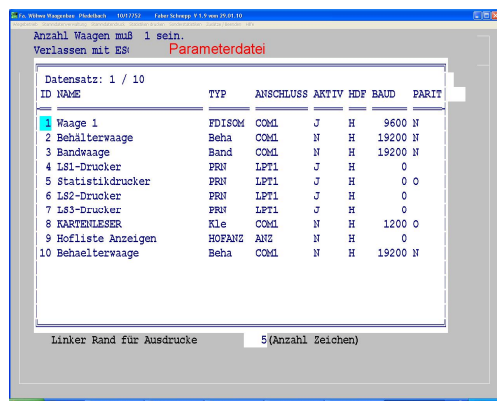 Fa. Wöhwa Waagenbau Pfedelbach 10/17752 Faber Schnepp V 1.9 vom 29.01.10
Anzahl Waagen muß 1 sein.
Verlassen mit ES Parameterdatei
Datensatz: 1 / 10
ID NAME TYP ANSCHLUSS AKTIV HDF BAUD PARIT
1 Waage 1 FDISOM COM1 J H 9600 N
2 Behälterwaage Beha COM1 N H 19200 N
3 Bandwaage Band COM1 N H 19200 N
4 LS1-Drucker PRN LPT1 J H 0
5 Statistikdrucker PRN LPT1 J H 0 O
6 LS2-Drucker PRN LPT1 J H 0
7 LS3-Drucker PRN LPT1 J H 0
8 KARTENLESER Kle COM1 N H 1200 O
9 Hofliste Anzeigen HOFANZ ANZ N H 0
10 Behaelterwaage Beha COM1 N H 19200 N
Linker Rand für Ausdrucke 5(Anzahl Zeichen)